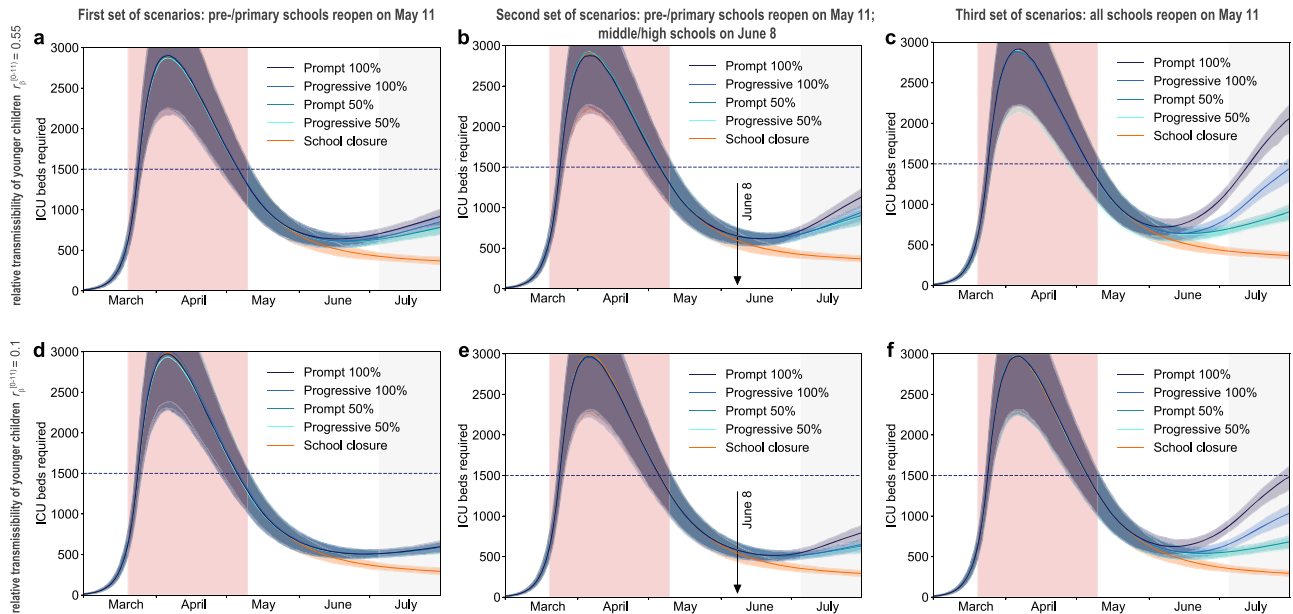 First set of scenarios: pre-/primary schools reopen on May 11
Second set of scenarios: pre-/primary schools reopen on May 11;
middle/high schools on June 8
Third set of scenarios: all schools reopen on May 11
relative transmissibility of younger children rβ[0-11] = 0.55
a
ICU beds required
3000
2500
2000
1500
1000
500
0
Prompt 100%
Progressive 100%
Prompt 50%
Progressive 50%
School closure
March
April
May
June
July
b
ICU beds required
3000
2500
2000
1500
1000
500
0
Prompt 100%
Progressive 100%
Prompt 50%
Progressive 50%
School closure
June 8
March
April
May
June
July
c
ICU beds required
3000
2500
2000
1500
1000
500
0
Prompt 100%
Progressive 100%
Prompt 50%
Progressive 50%
School closure
March
April
May
June
July
relative transmissibility of younger children rβ[0-11] = 0.1
d
ICU beds required
3000
2500
2000
1500
1000
500
0
Prompt 100%
Progressive 100%
Prompt 50%
Progressive 50%
School closure
March
April
May
June
July
e
ICU beds required
3000
2500
2000
1500
1000
500
0
Prompt 100%
Progressive 100%
Prompt 50%
Progressive 50%
School closure
June 8
March
April
May
June
July
f
ICU beds required
3000
2500
2000
1500
1000
500
0
Prompt 100%
Progressive 100%
Prompt 50%
Progressive 50%
School closure
March
April
May
June
July